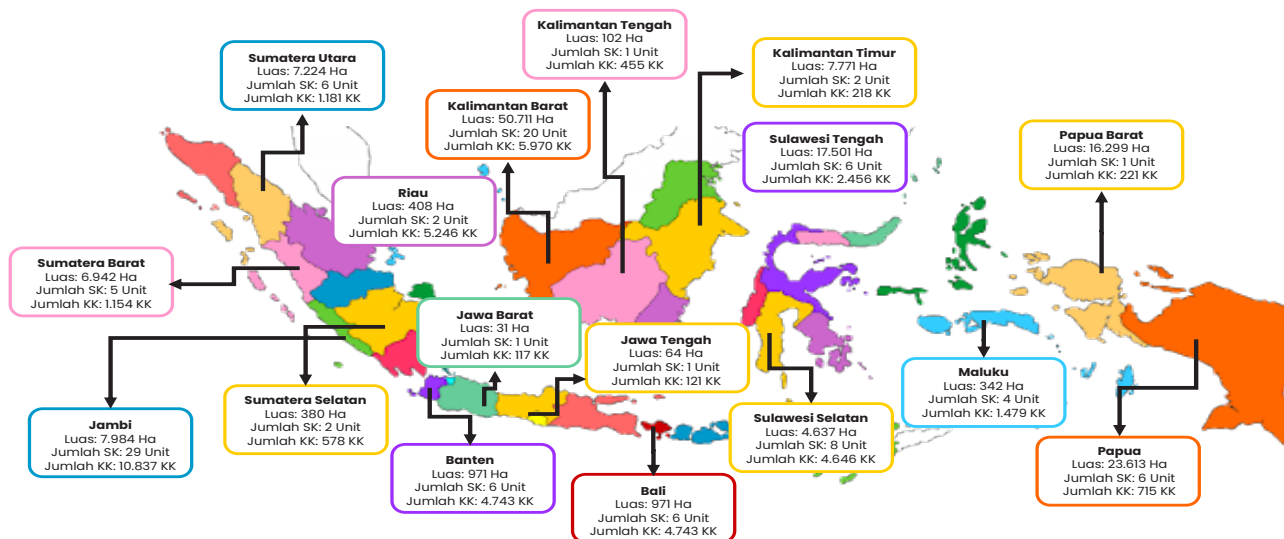 Kalimantan Tengah
Luas: 102 Ha
Jumlah SK: 1 Unit
Jumlah KK: 455 KK
Sumatera Utara
Luas: 7.224 Ha
Jumlah SK: 6 Unit
Jumlah KK: 1.181 KK
Kalimantan Timur
Luas: 7.771 Ha
Jumlah SK: 2 Unit
Jumlah KK: 218 KK
Kalimantan Barat
Luas: 50.711 Ha
Jumlah SK: 20 Unit
Jumlah KK: 5.970 KK
Sulawesi Tengah
Luas: 17.501 Ha
Jumlah SK: 6 Unit
Jumlah KK: 2.456 KK
Papua Barat
Luas: 16.299 Ha
Jumlah SK: 1 Unit
Jumlah KK: 221 KK
Riau
Luas: 408 Ha
Jumlah SK: 2 Unit
Jumlah KK: 5.246 KK
Sumatera Barat
Luas: 6.942 Ha
Jumlah SK: 5 Unit
Jumlah KK: 1.154 KK
Jawa Barat
Luas: 31 Ha
Jumlah SK: 1 Unit
Jumlah KK: 117 KK
Jawa Tengah
Luas: 64 Ha
Jumlah SK: 1 Unit
Jumlah KK: 121 KK
Maluku
Luas: 342 Ha
Jumlah SK: 4 Unit
Jumlah KK: 1.479 KK
Sumatera Selatan
Luas: 380 Ha
Jumlah SK: 2 Unit
Jumlah KK: 578 KK
Sulawesi Selatan
Luas: 4.637 Ha
Jumlah SK: 8 Unit
Jumlah KK: 4.646 KK
Jambi
Luas: 7.984 Ha
Jumlah SK: 29 Unit
Jumlah KK: 10.837 KK
Banten
Luas: 971 Ha
Jumlah SK: 6 Unit
Jumlah KK: 4.743 KK
Bali
Luas: 971 Ha
Jumlah SK: 6 Unit
Jumlah KK: 4.743 KK
Papua
Luas: 23.613 Ha
Jumlah SK: 6 Unit
Jumlah KK: 715 KK